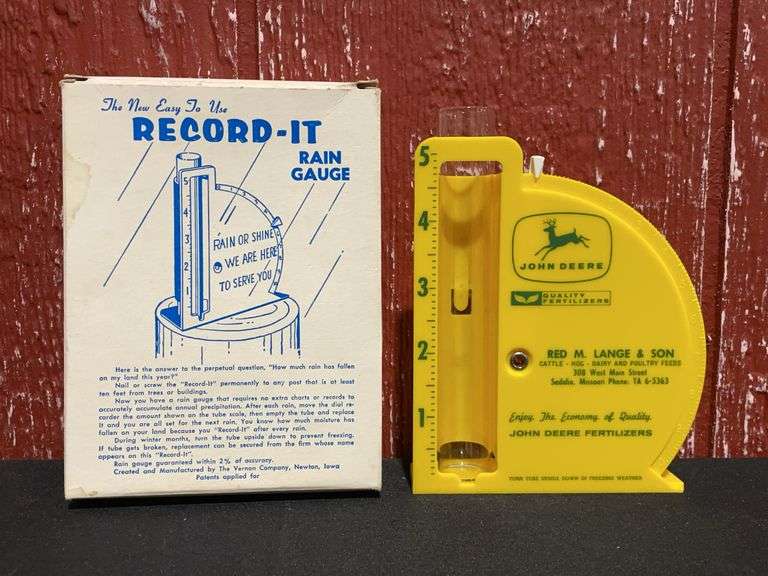 The New Easy To Use
RECORD-IT
RAIN
GAUGE
5
4
3
2
RAIN OR SHINE
WE ARE HERE
TO SERVE YOU
Here is the answer to the perpetual question, "How much rain has fallen
on my land this year?"
Nail or screw the "Record-It" permanently to any post that is at least
ten feet from trees or buildings.
Now you have a rain gauge that requires no extra charts or records to
accurately accumulate annual precipitation. After each rain, move the dial re-
corder the amount shown on the tube scale, then empty the tube and replace
it and you are all set for the next rain. You know how much moisture has
fallen on your land because you "Record-It" after every rain.
During winter months, turn the tube upside down to prevent freezing.
If tube gets broken, replacement can be secured from the firm whose name
appears on this "Record-It".
Rain gauge guaranteed within 2% of accuracy.
Created and Manufactured by The Vernon Company, Newton, Iowa
Patents applied for
5
4
3
2
1
JOHN DEERE
QUALITY
FERTILIZERS
RED M. LANGE & SON
CATTLE - HOG - DAIRY AND POULTRY FEEDS
308 West Main Street
Sedalia, Missouri Phone: TA 6-5363
Enjoy The Economy of Quality
JOHN DEERE FERTILIZERS
TURN TUBE UPSIDE DOWN IN FREEZING WEATHER